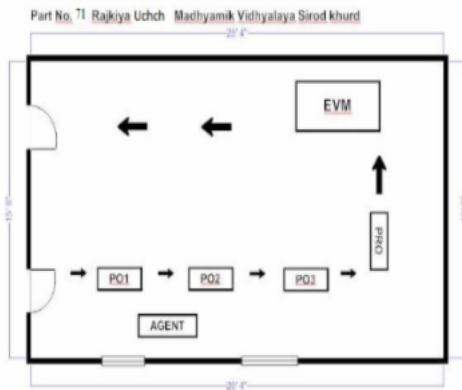 Part No. 71 Rajkiya Uchch Madhyamik Vidhyalaya Sirod khurd
EVM
PRO
PO1
PO2
PO3
AGENT